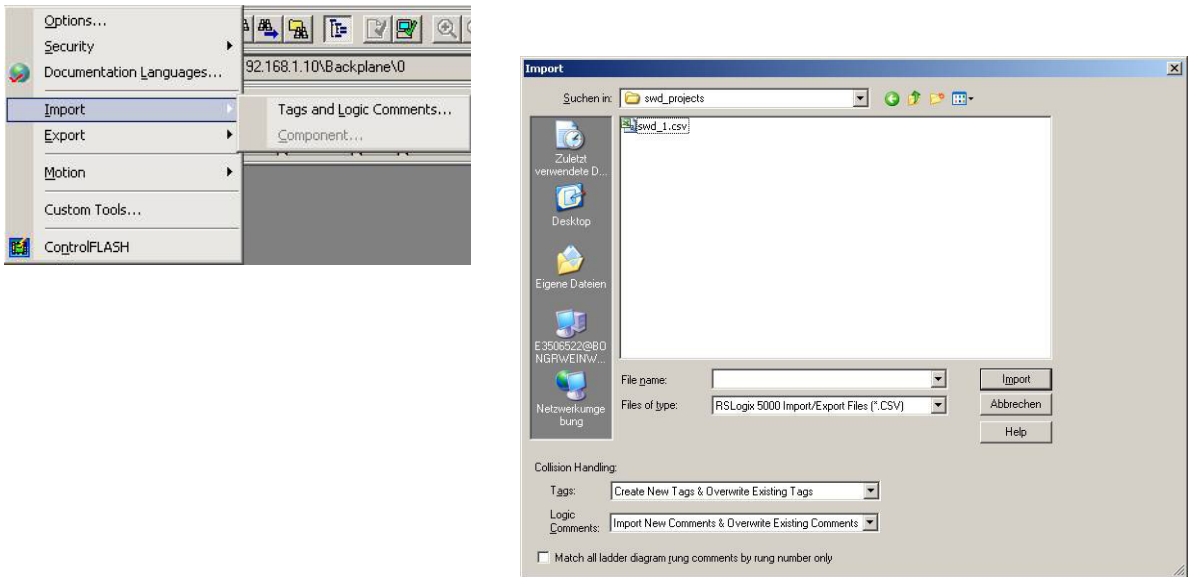 Options...
Security
Documentation Languages...
92.168.1.10\Backplane\0
Import
Tags and Logic Comments...
Export
Component...
Motion
Custom Tools...
ControlFLASH
Import
Suchen in:
swd_projects
swd_1.csv
Zuletzt
verwendete D...
Desktop
Eigene Dateien
E3506522@BO
NGRWEINW...
Netzwerkumge
bung
File name:
Import
Files of type:
RSLogix 5000 Import/Export Files (*.CSV)
Abbrechen
Help
Collision Handling:
Tags:
Create New Tags & Overwrite Existing Tags
Logic
Comments:
Import New Comments & Overwrite Existing Comments
Match all ladder diagram rung comments by rung number only